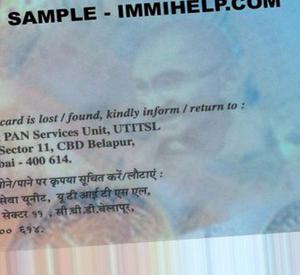 SAMPLE - IMMIHELP.COM
card is lost / found, kindly inform / return to :
PAN Services Unit, UTITSL
Sector 11, CBD Belapur,
bai - 400 614.
गोने/पाने पर कृपया सूचित करें/लौटाएं :
सेवा यूनीट, यू टी आई टी एस एल,
सेक्टर ११ , सी.बी.डी.बेलापूर,
०० ६१४.